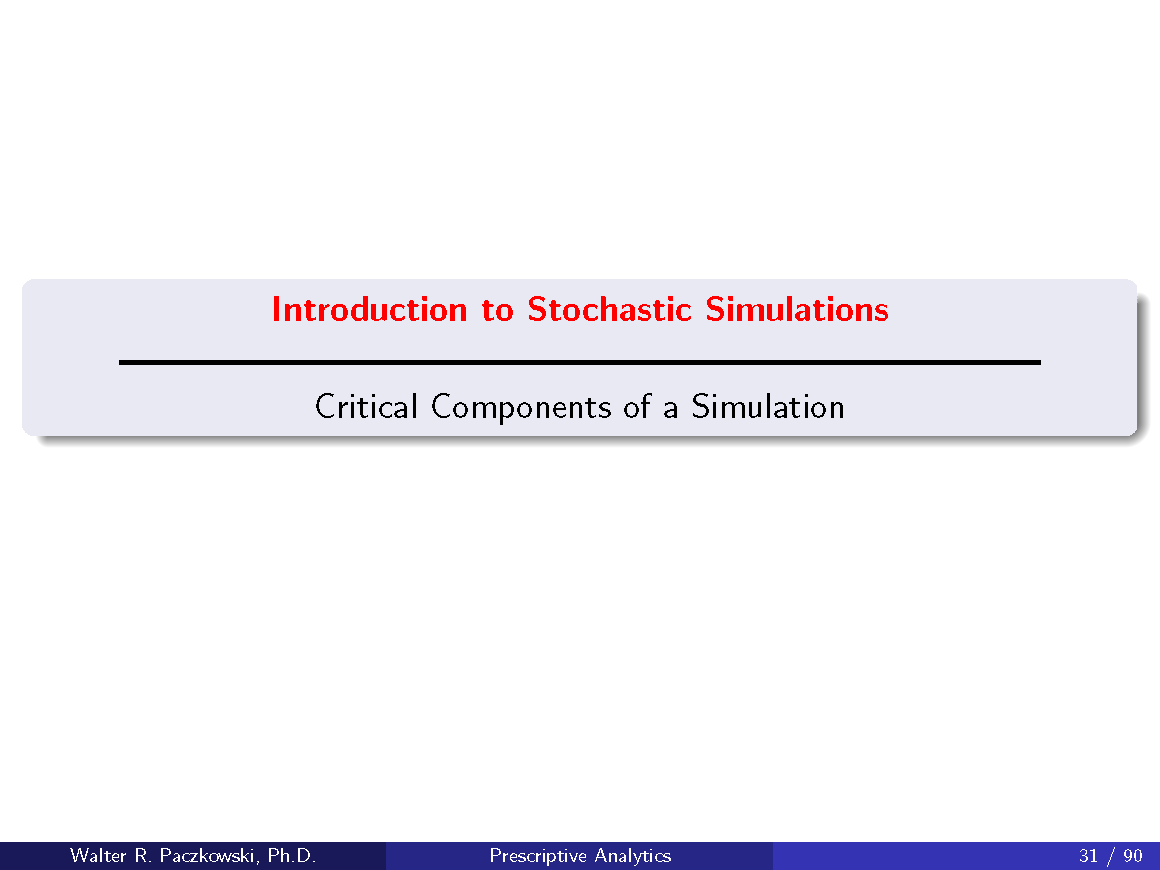 Introduction to Stochastic Simulations
Critical Components of a Simulation
Walter R. Paczkowski, Ph.D. Prescriptive Analytics 31 / 90